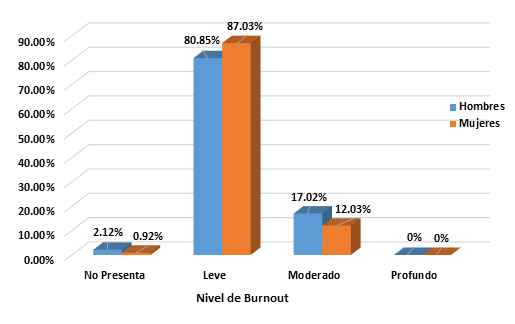 90.00%
80.00%
70.00%
60.00%
50.00%
40.00%
30.00%
20.00%
10.00%
0.00%
2.12%
0.92%
80.85%
87.03%
17.02%
12.03%
0%
0%
No Presenta
Leve
Moderado
Profundo
Nivel de Burnout
Hombres
Mujeres